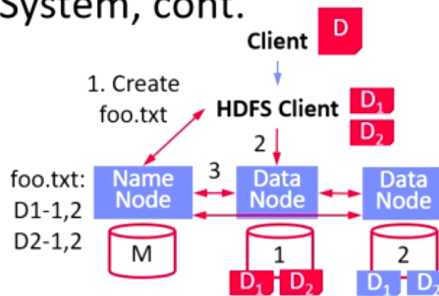 System, cont.
Client
D
1. Create
foo.txt
HDFS Client
D1
D2
2
foo.txt:
D1-1,2
D2-1,2
Name
Node
3
Data
Node
Data
Node
M
1
2
D1
D2
D1
D2